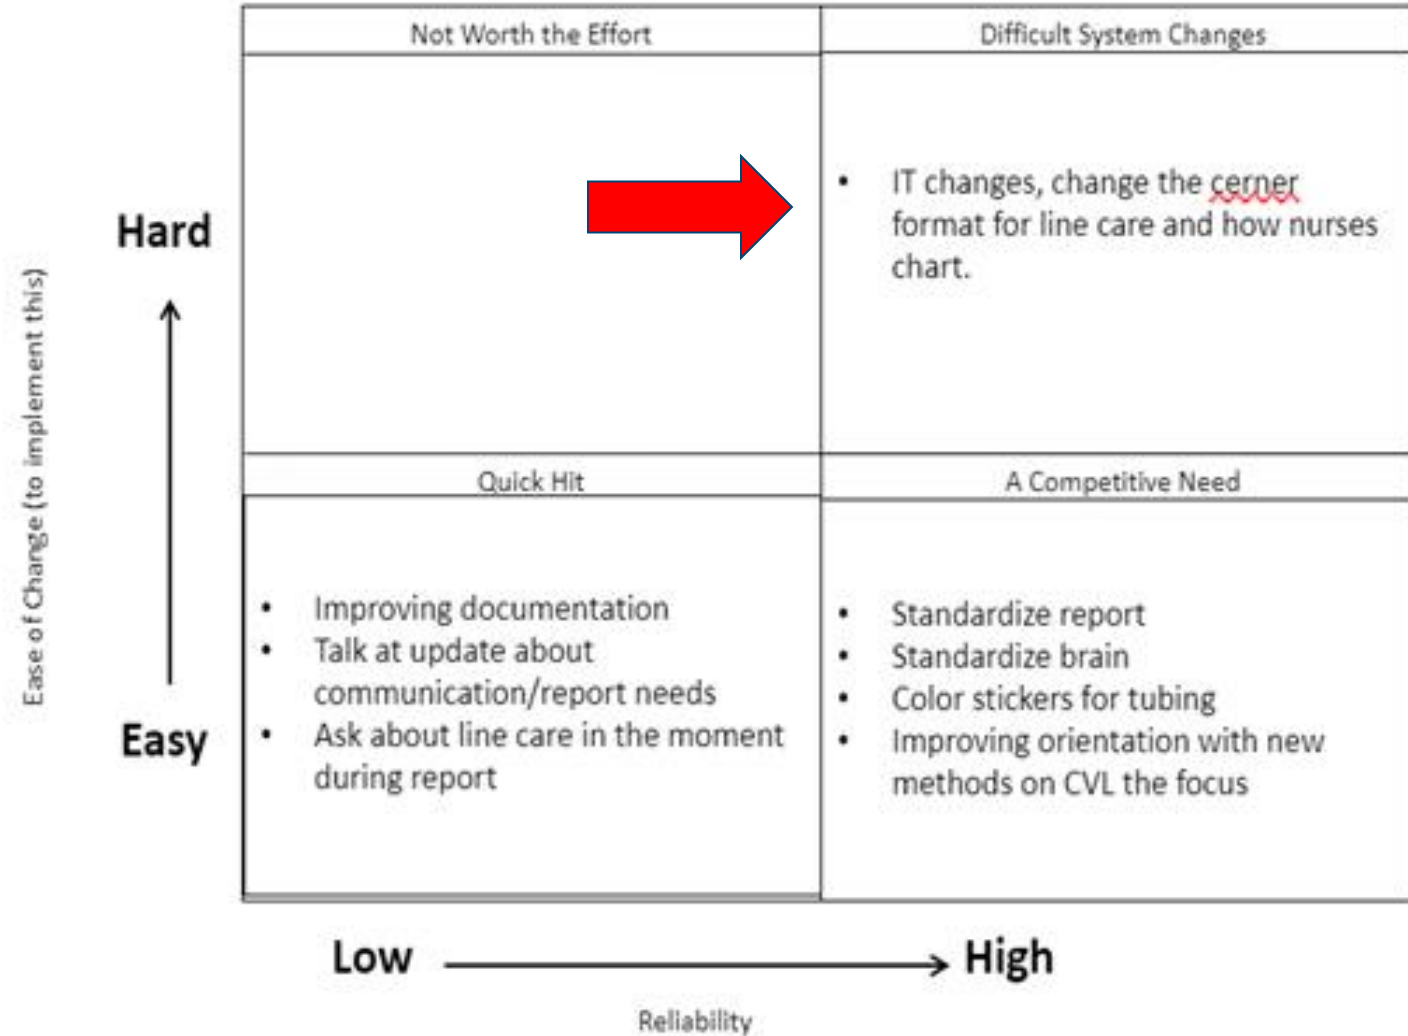 Not Worth the Effort
Difficult System Changes
• IT changes, change the cerner
format for line care and how nurses
chart.
Hard
Ease of Change (to implement this)
Easy
Quick Hit
A Competitive Need
• Improving documentation
• Talk at update about
communication/report needs
• Ask about line care in the moment
during report
• Standardize report
• Standardize brain
• Color stickers for tubing
• Improving orientation with new
methods on CVL the focus
Low
High
Reliability